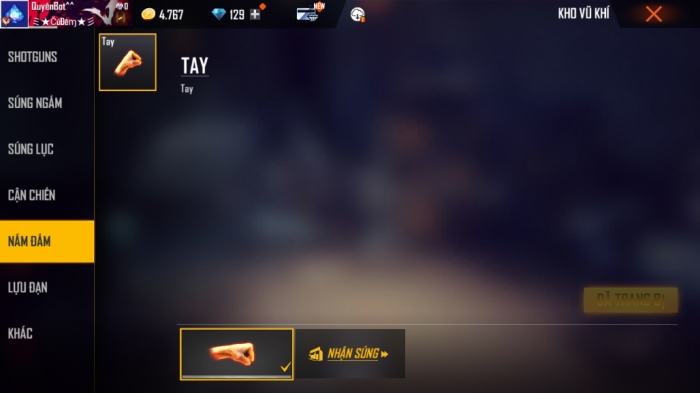 QuyênBot^^
0
4.767
129
NEW
KHO VŨ KHÍ
SHOTGUNS
SÚNG NGẮM
SÚNG LỤC
CẬN CHIẾN
NẮM ĐẤM
LỰU ĐẠN
KHÁC
Tay
TAY
Tay
ĐÃ TRANG BỊ
NHẬN SÚNG